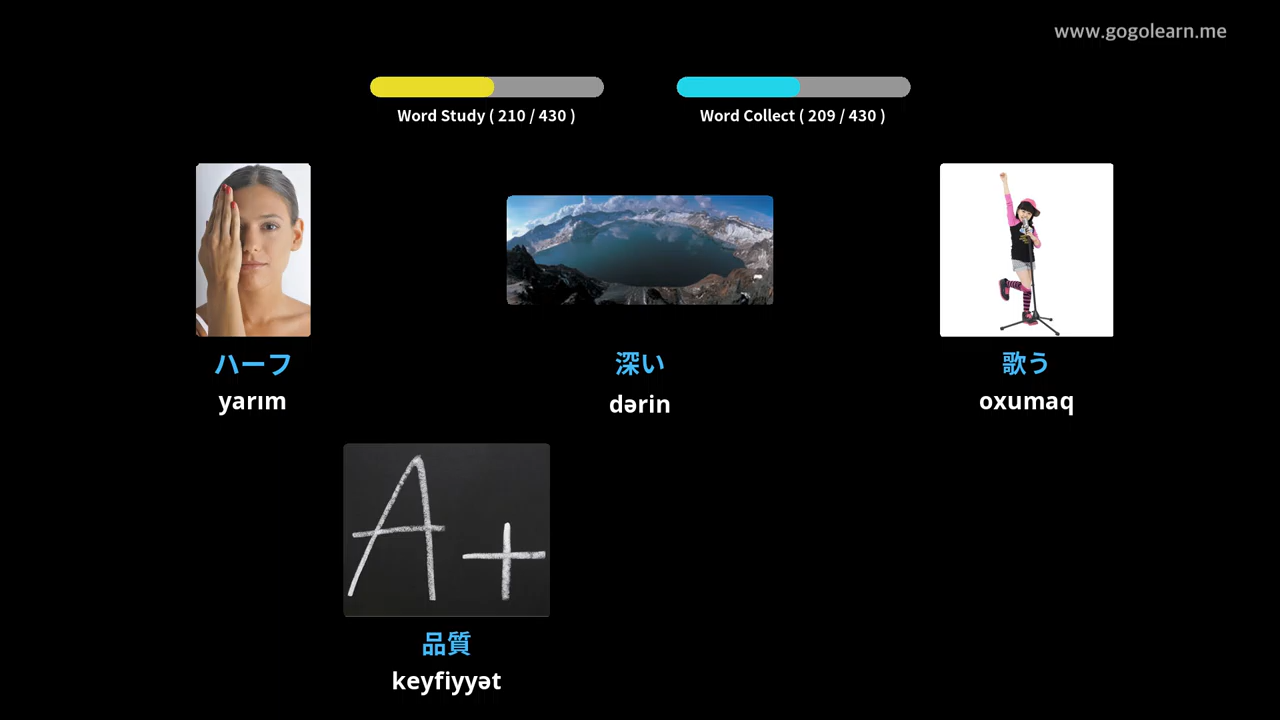 www.gogolearn.me
Word Study ( 210 / 430 )
Word Collect ( 209 / 430 )
ハーフ
yarım
深い
dərin
歌う
oxumaq
A+
品質
keyfiyyət